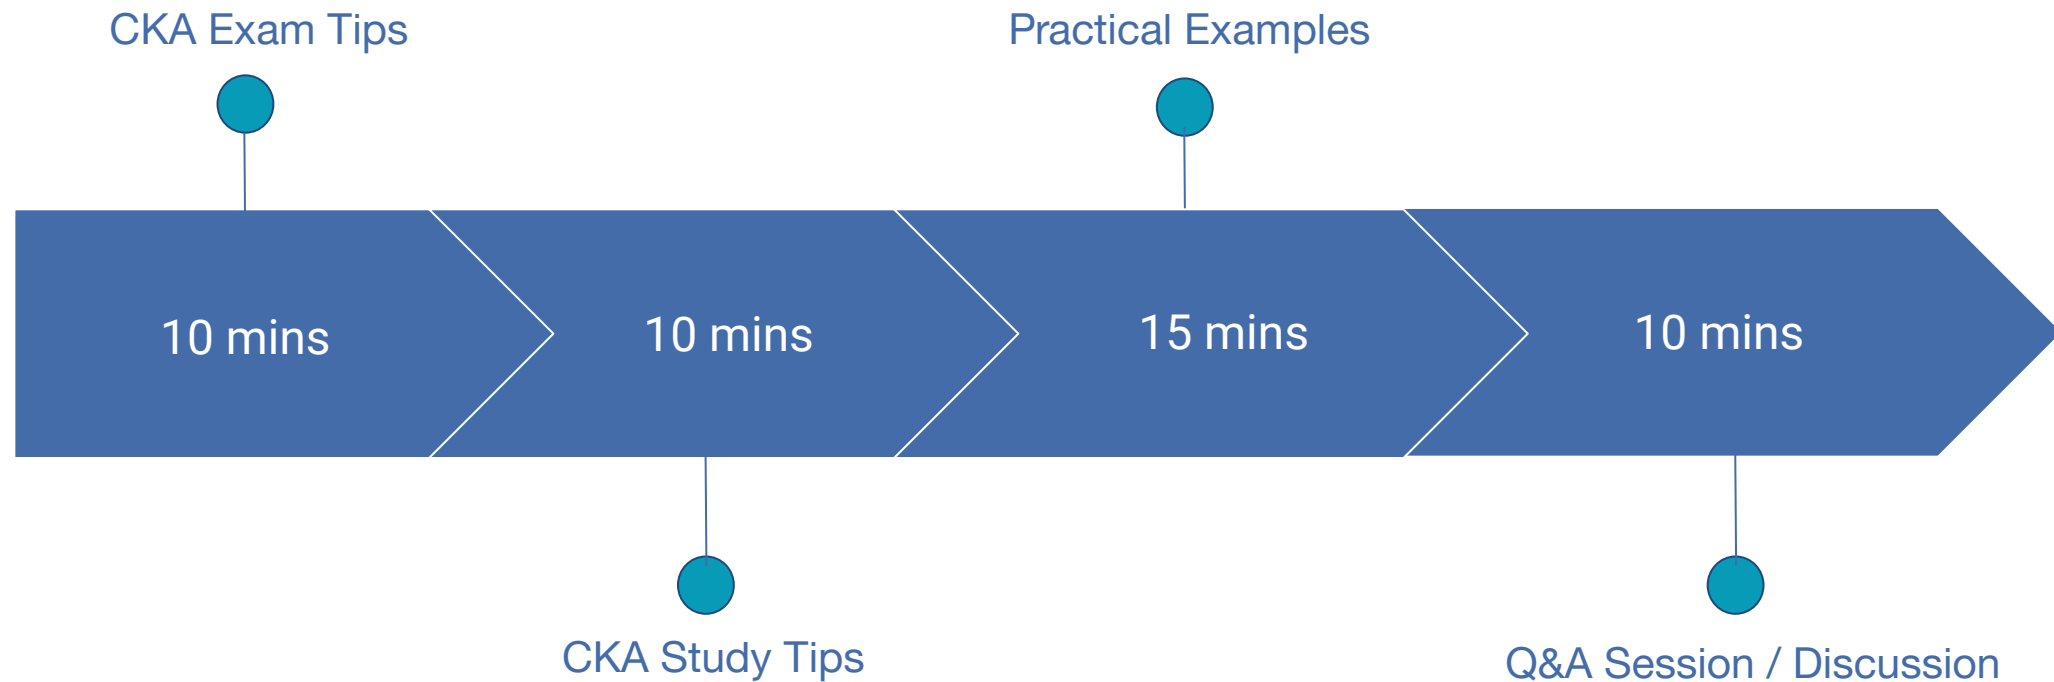 CKA Exam Tips
Practical Examples
10 mins
10 mins
15 mins
10 mins
CKA Study Tips
Q&A Session / Discussion